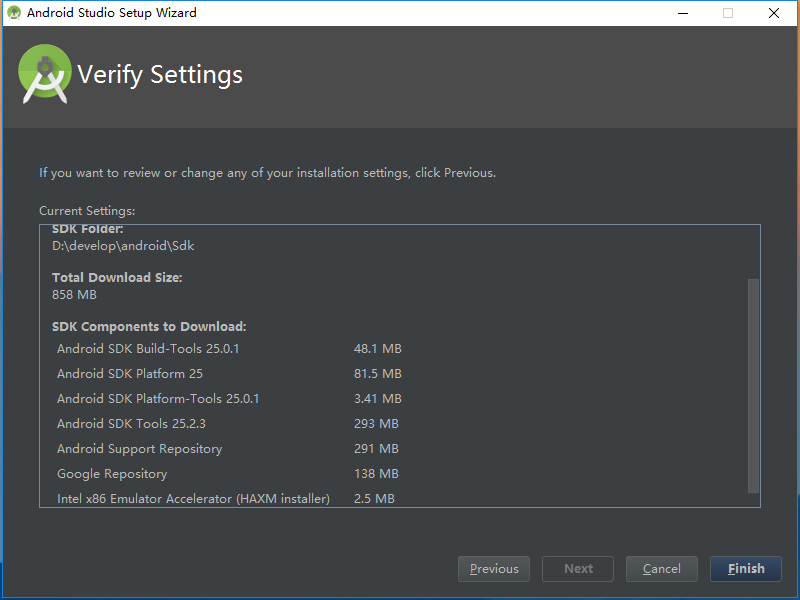 Android Studio Setup Wizard
Verify Settings
If you want to review or change any of your installation settings, click Previous.
Current Settings:
SDK Folder:
D:\develop\android\Sdk
Total Download Size:
858 MB
SDK Components to Download:
Android SDK Build-Tools 25.0.1 48.1 MB
Android SDK Platform 25 81.5 MB
Android SDK Platform-Tools 25.0.1 3.41 MB
Android SDK Tools 25.2.3 293 MB
Android Support Repository 291 MB
Google Repository 138 MB
Intel x86 Emulator Accelerator (HAXM installer) 2.5 MB
Previous Next Cancel Finish